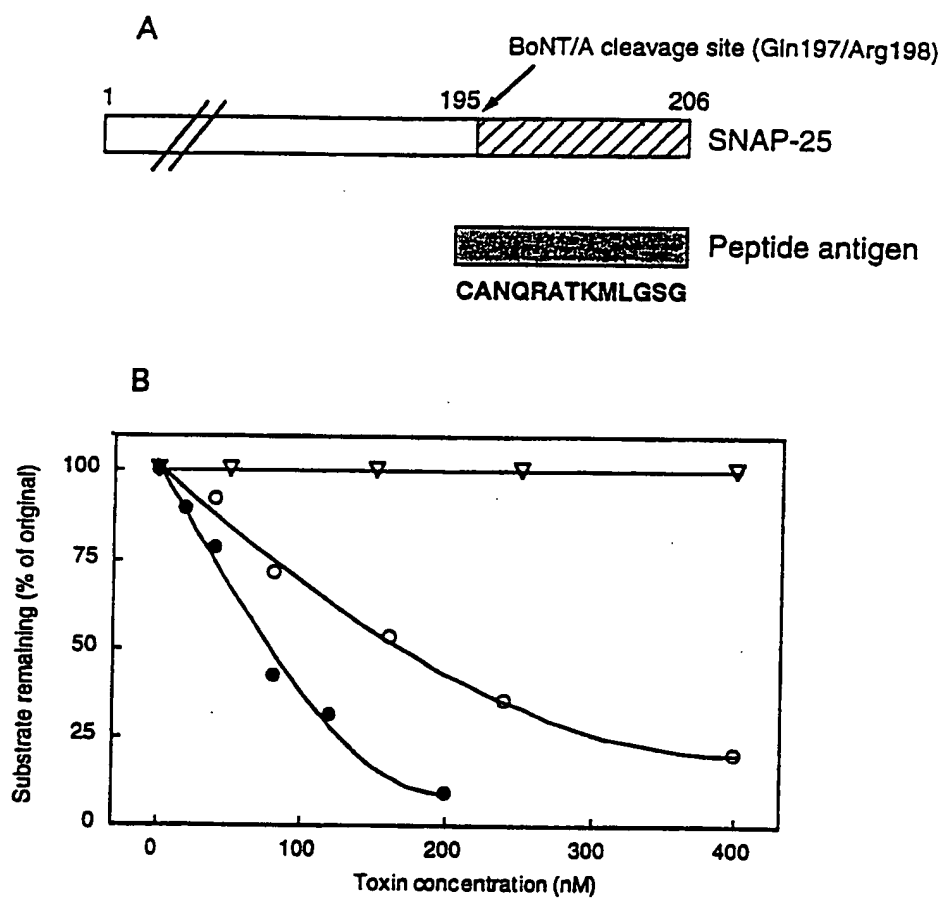 A
BoNT/A cleavage site (Gln197/Arg198)
1
195
206
SNAP-25
Peptide antigen
CANQRATKMLGSG
B
Substrate remaining (% of original)
100
75
50
25
0
0
100
200
300
400
Toxin concentration (nM)